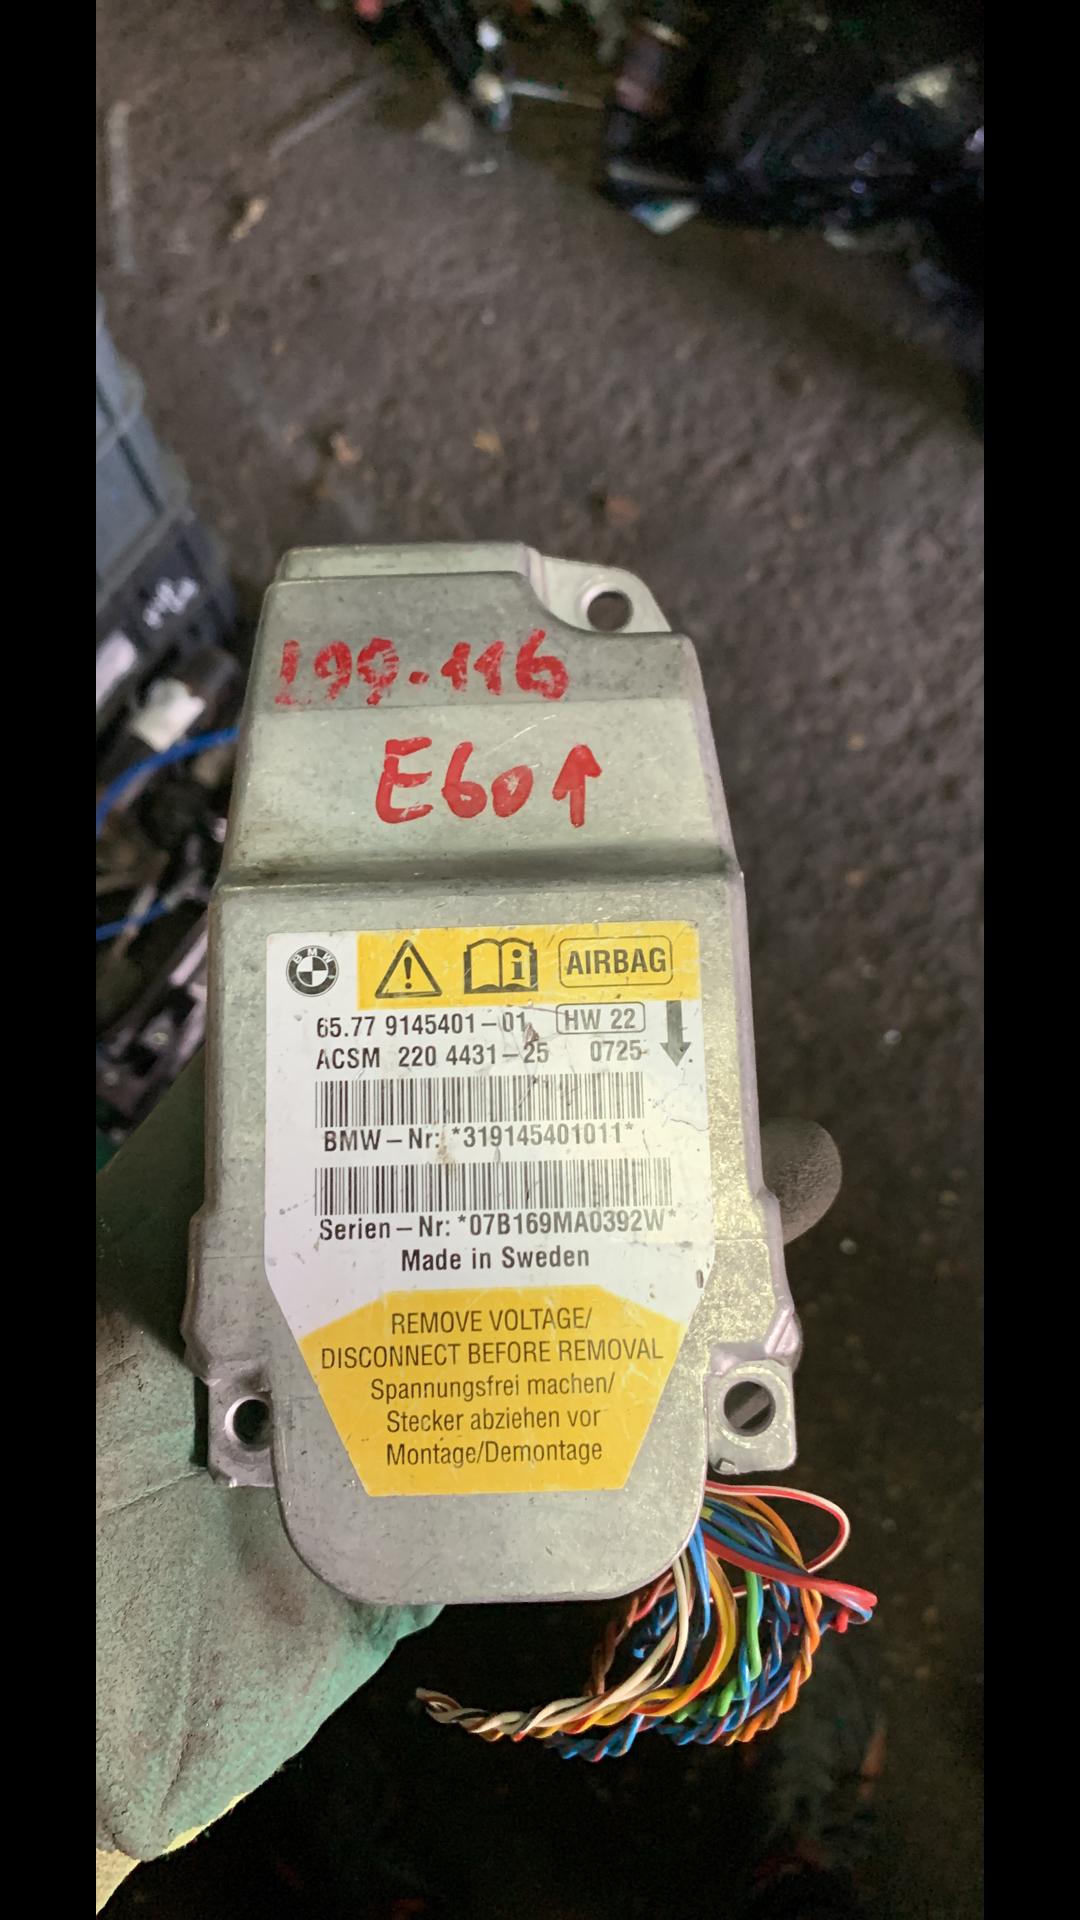 199.116
E60↑
BMW
AIRBAG
65.77 9145401-01 HW 22
ACSM 220 4431-25 0725
BMW-Nr: *319145401011*
Serien-Nr: *07B169MA0392W*
Made in Sweden
REMOVE VOLTAGE/
DISCONNECT BEFORE REMOVAL
Spannungsfrei machen/
Stecker abziehen vor
Montage/Demontage